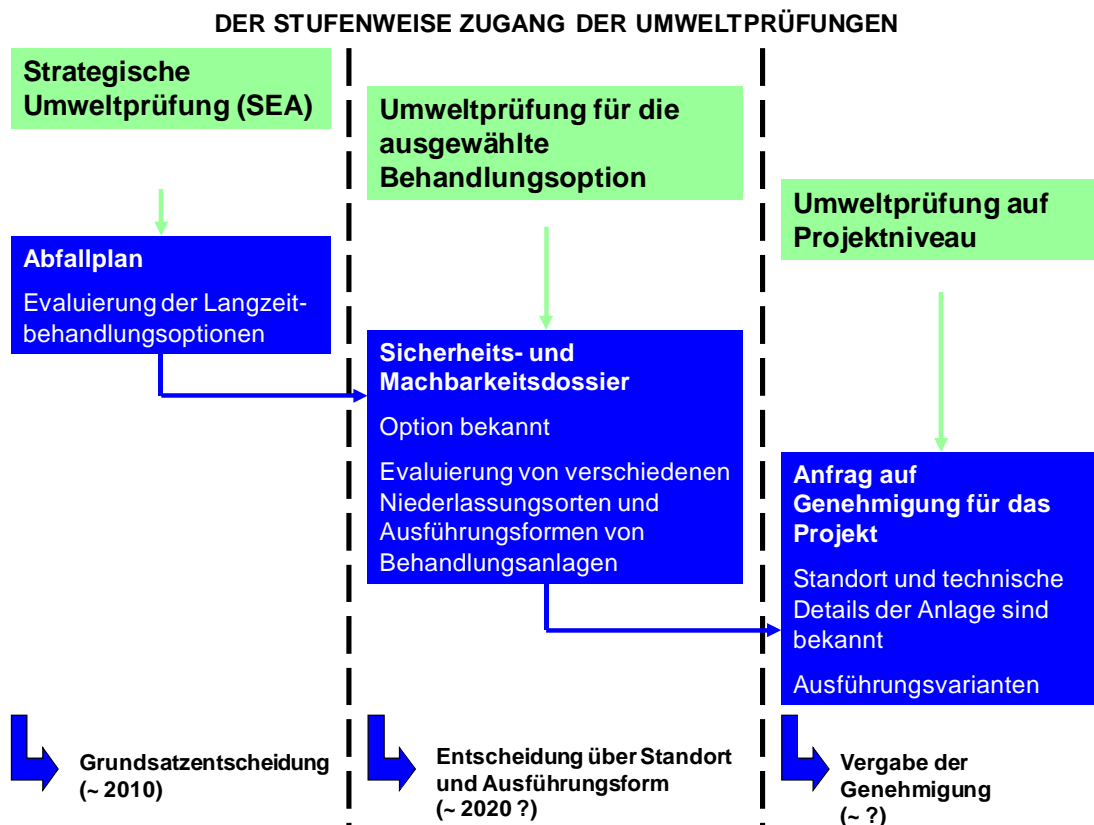 DER STUFENWEISE ZUGANG DER UMWELTPRÜFUNGEN
Strategische
Umweltprüfung (SEA)
Abfallplan
Evaluierung der Langzeit-
behandlungsoptionen
Grundsatzentscheidung
(~ 2010)
Umweltprüfung für die
ausgewählte
Behandlungsoption
Sicherheits- und
Machbarkeitsdossier
Option bekannt
Evaluierung von verschiedenen
Niederlassungsorten und
Ausführungsformen von
Behandlungsanlagen
Entscheidung über Standort
und Ausführungsform
(~ 2020 ?)
Umweltprüfung auf
Projektniveau
Anfrag auf
Genehmigung für das
Projekt
Standort und technische
Details der Anlage sind
bekannt
Ausführungsvarianten
Vergabe der
Genehmigung
(~ ?)